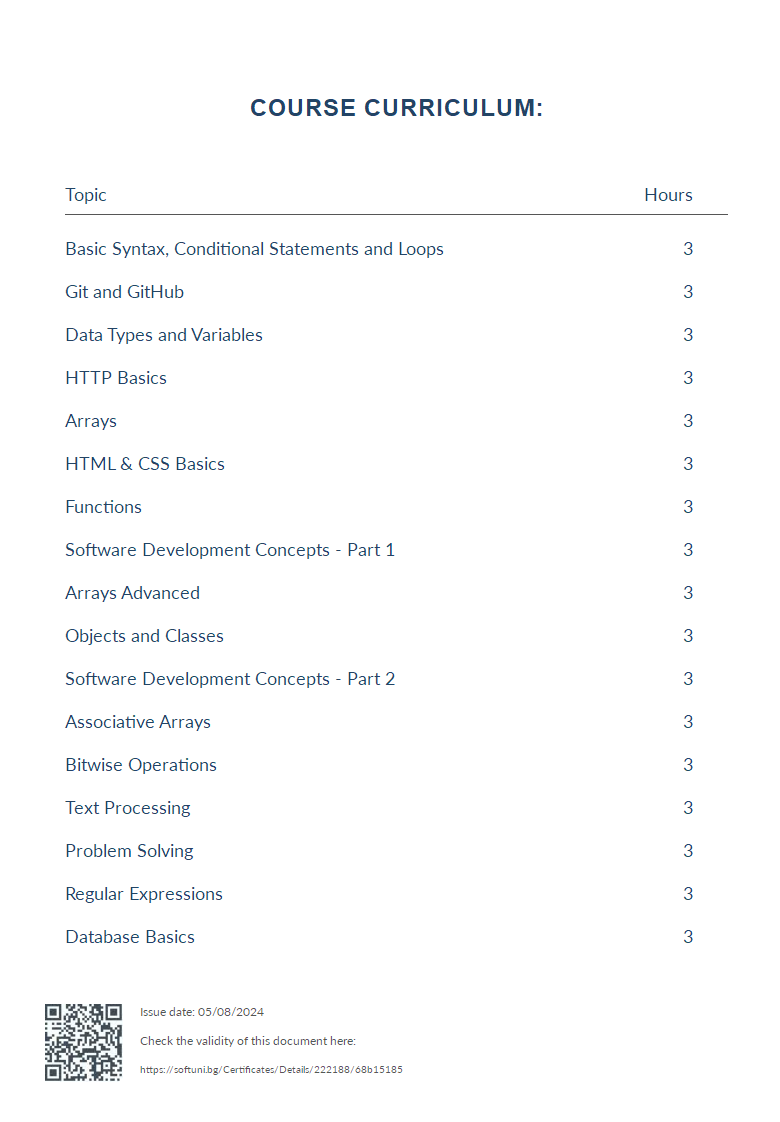 COURSE CURRICULUM:
Topic Hours
Basic Syntax, Conditional Statements and Loops 3
Git and GitHub 3
Data Types and Variables 3
HTTP Basics 3
Arrays 3
HTML & CSS Basics 3
Functions 3
Software Development Concepts - Part 1 3
Arrays Advanced 3
Objects and Classes 3
Software Development Concepts - Part 2 3
Associative Arrays 3
Bitwise Operations 3
Text Processing 3
Problem Solving 3
Regular Expressions 3
Database Basics 3
Issue date: 05/08/2024
Check the validity of this document here:
https://softuni.bg/Certificates/Details/222188/68b15185